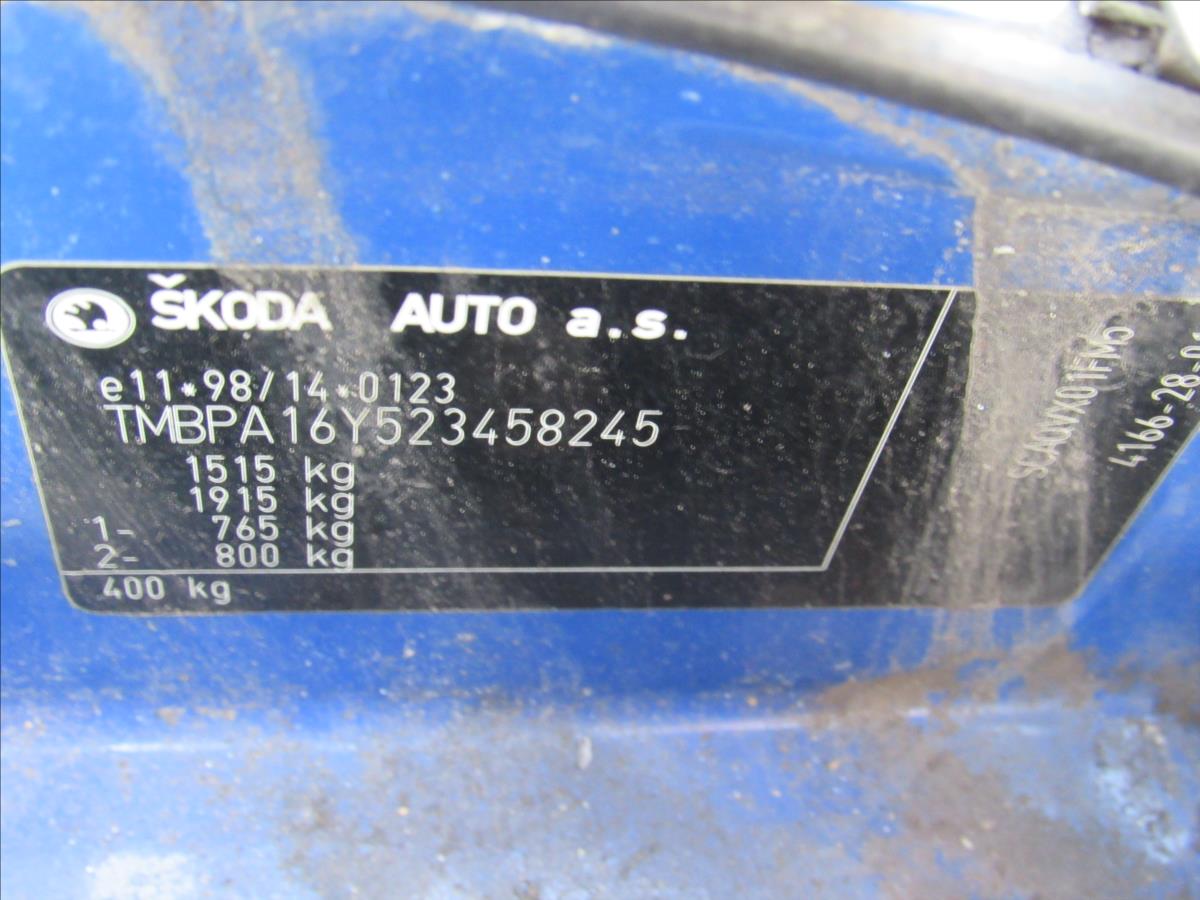 ŠKODA AUTO a.s.
e11*98/14*0123
TMBPA16Y523458245
1515 kg
1915 kg
1- 765 kg
2- 800 kg
400 kg